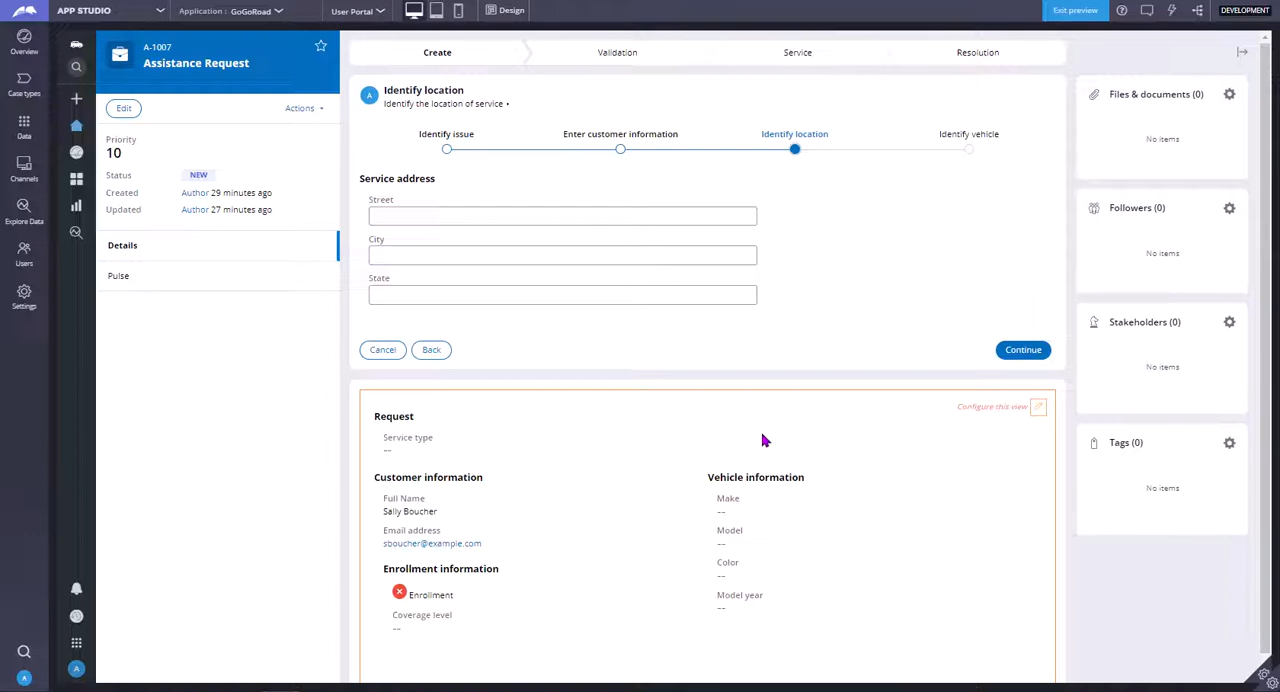 APP STUDIO
Application : GoGoRoad
User Portal
Design
Exit preview
DEVELOPMENT
Overview
Case types
Data
Channels
Explore Data
Users
Settings
A
A
A-1007
Assistance Request
Edit
Actions
Priority
10
Status NEW
Created Author 29 minutes ago
Updated Author 27 minutes ago
Details
Pulse
Create
Validation
Service
Resolution
A
Identify location
Identify the location of service •
Identify issue
Enter customer information
Identify location
Identify vehicle
Service address
Street
City
State
Cancel
Back
Continue
Configure this view
Request
Service type
––
Customer information
Full Name
Sally Boucher
Email address
sboucher@example.com
Enrollment information
Enrollment
Coverage level
––
Vehicle information
Make
––
Model
––
Color
––
Model year
––
Files & documents (0)
No items
Followers (0)
No items
Stakeholders (0)
No items
Tags (0)
No items